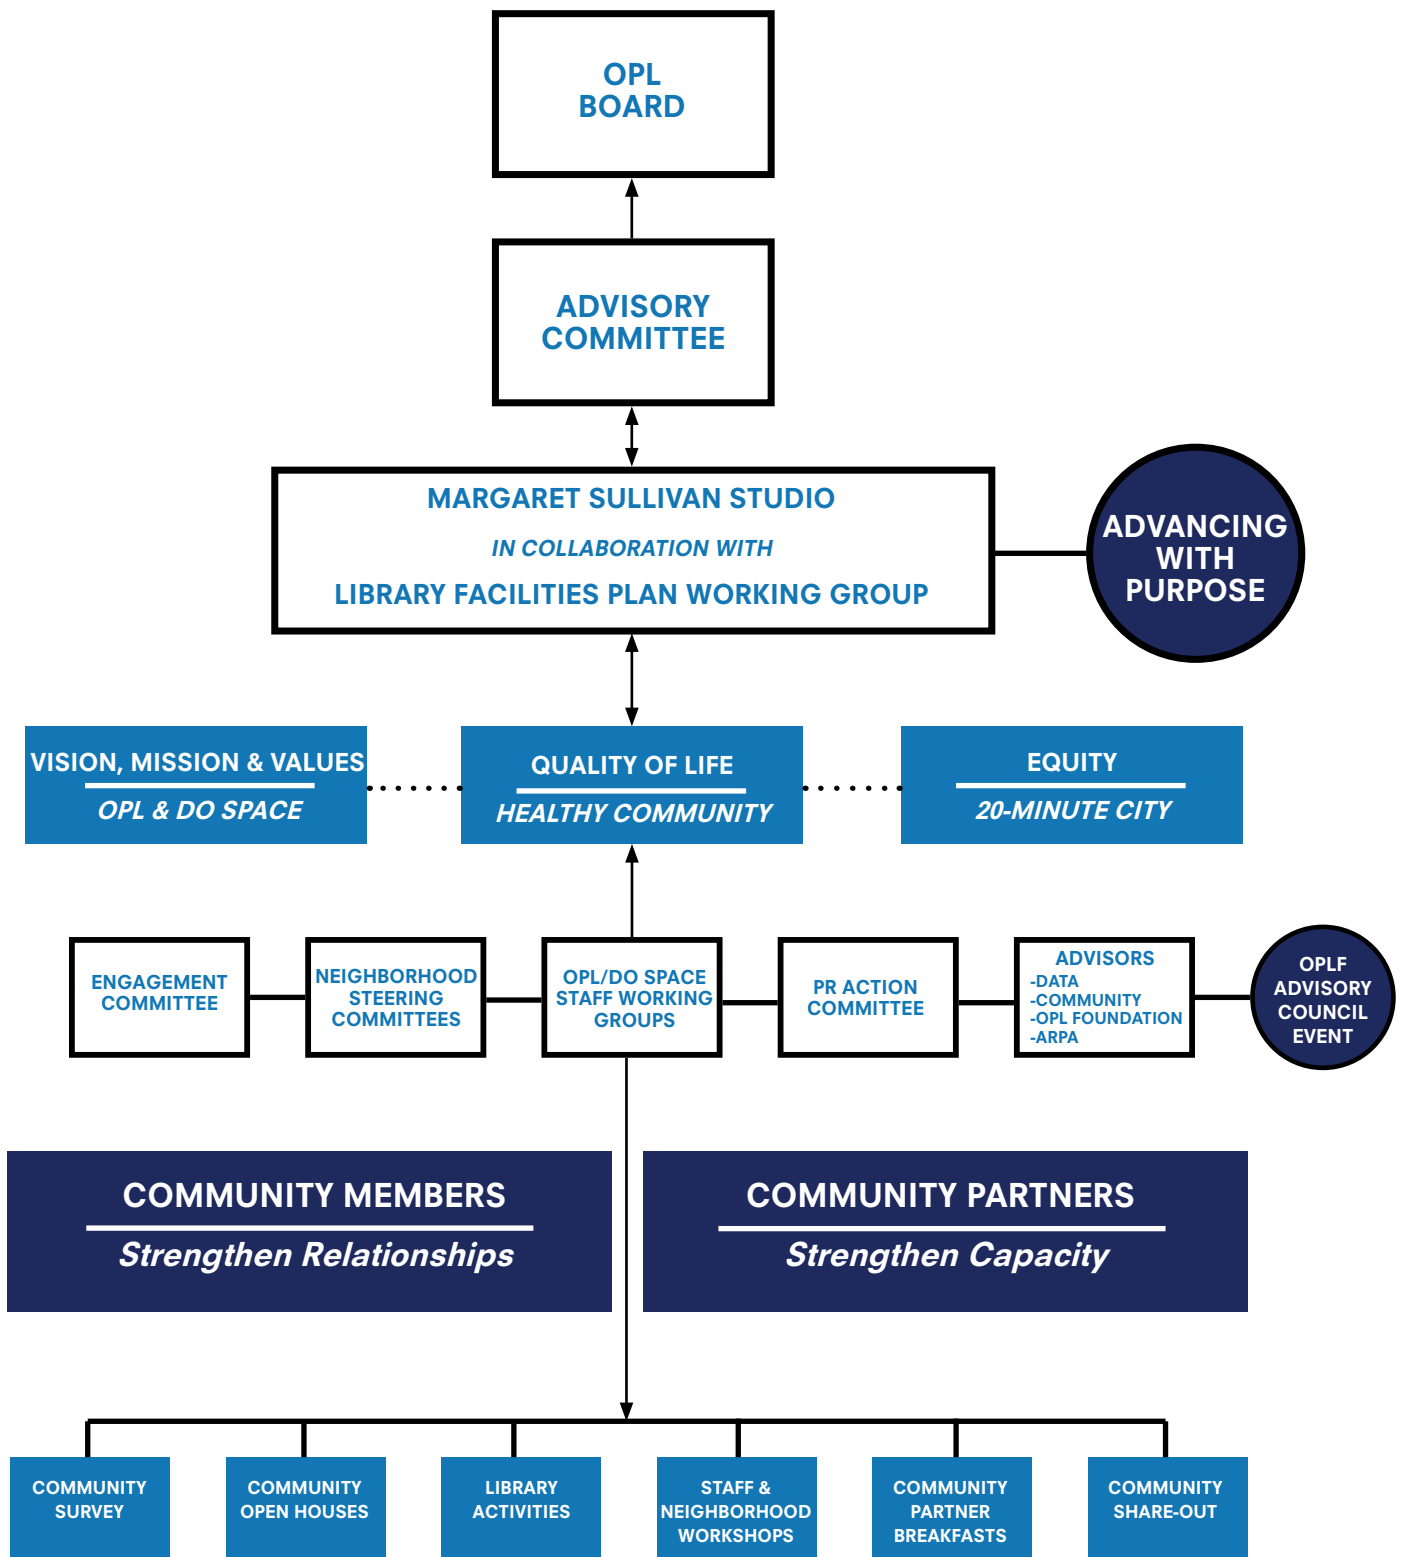 OPL
BOARD
ADVISORY
COMMITTEE
MARGARET SULLIVAN STUDIO
IN COLLABORATION WITH
LIBRARY FACILITIES PLAN WORKING GROUP
ADVANCING
WITH
PURPOSE
VISION, MISSION & VALUES
OPL & DO SPACE
QUALITY OF LIFE
HEALTHY COMMUNITY
EQUITY
20-MINUTE CITY
ENGAGEMENT
COMMITTEE
NEIGHBORHOOD
STEERING
COMMITTEES
OPL/DO SPACE
STAFF WORKING
GROUPS
PR ACTION
COMMITTEE
ADVISORS
-DATA
-COMMUNITY
-OPL FOUNDATION
-ARPA
OPLF
ADVISORY
COUNCIL
EVENT
COMMUNITY MEMBERS
Strengthen Relationships
COMMUNITY PARTNERS
Strengthen Capacity
COMMUNITY
SURVEY
COMMUNITY
OPEN HOUSES
LIBRARY
ACTIVITIES
STAFF &
NEIGHBORHOOD
WORKSHOPS
COMMUNITY
PARTNER
BREAKFASTS
COMMUNITY
SHARE-OUT